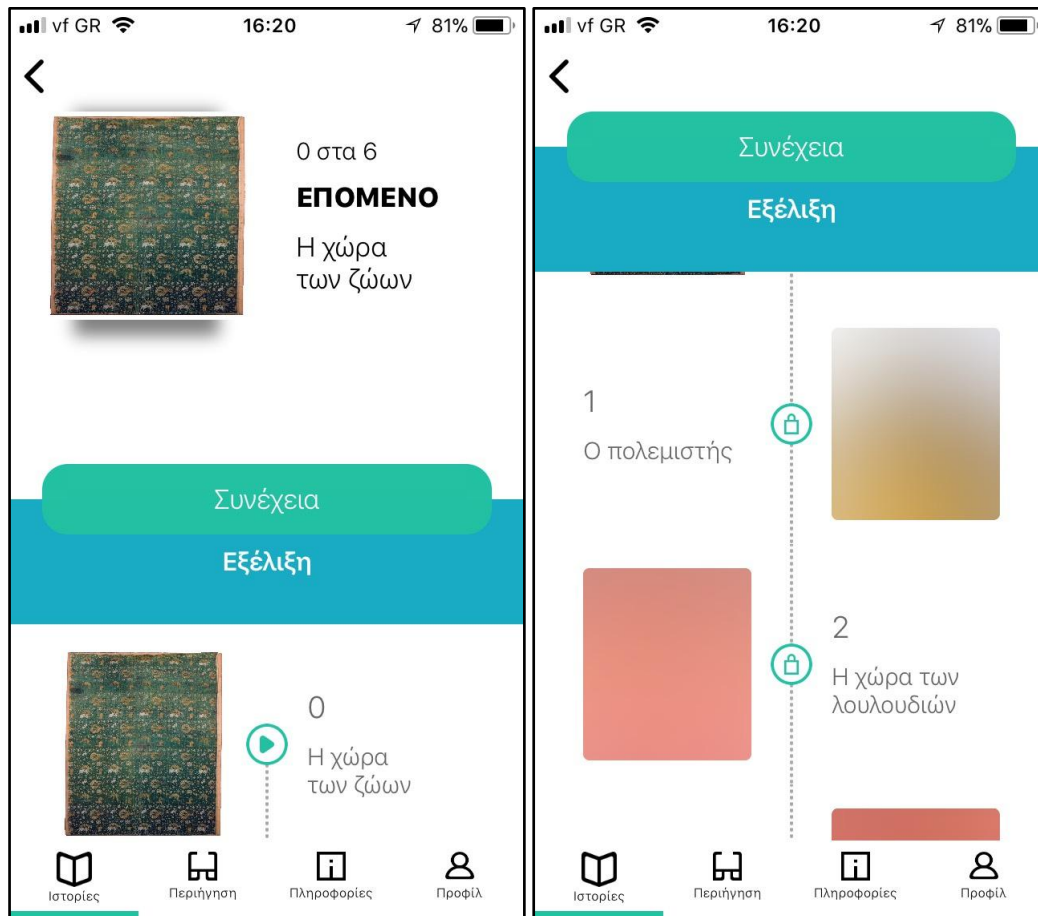 vf GR 16:20 81%
0 στα 6
ΕΠΟΜΕΝΟ
Η χώρα
των ζώων
Συνέχεια
Εξέλιξη
0
Η χώρα
των ζώων
Ιστορίες Περιήγηση Πληροφορίες Προφίλ
vf GR 16:20 81%
Συνέχεια
Εξέλιξη
1
Ο πολεμιστής
2
Η χώρα των
λουλουδιών
Ιστορίες Περιήγηση Πληροφορίες Προφίλ